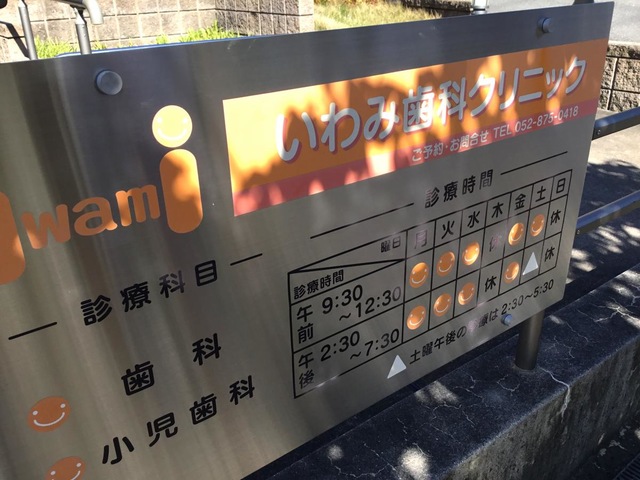 いわみ歯科クリニック
ご予約・お問合せ TEL 052-875-0418
iwami
診療科目
歯科
小児歯科
診療時間
曜日 月 火 水 木 金 土 日
診療時間
午前 9:30～12:30 休 休
午後 2:30～7:30 休 △ 休
△ 土曜午後の診療は2:30～5:30